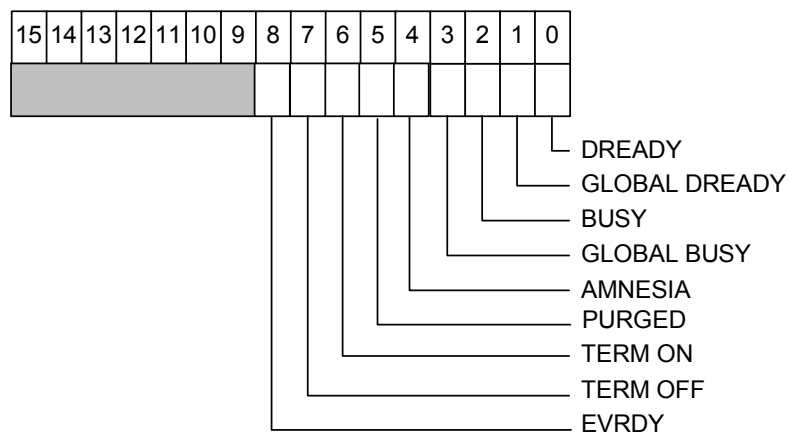 15 14 13 12 11 10 9 8 7 6 5 4 3 2 1 0
DREADY
GLOBAL DREADY
BUSY
GLOBAL BUSY
AMNESIA
PURGED
TERM ON
TERM OFF
EVRDY